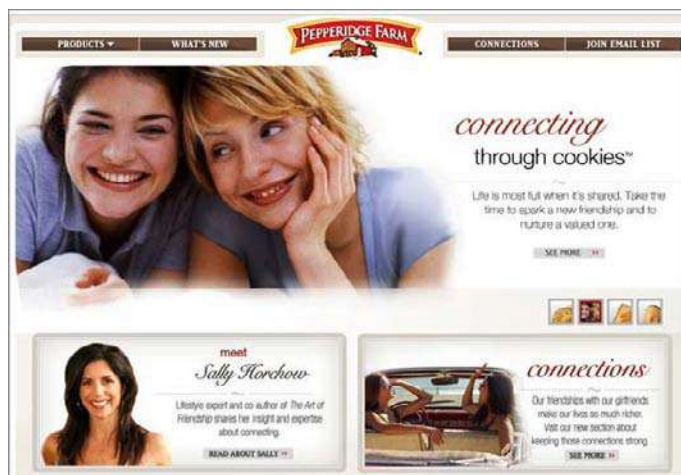 PRODUCTS
WHAT'S NEW
PEPPERIDGE FARM
CONNECTIONS
JOIN EMAIL LIST
connecting
through cookies™
Life is most full when it's shared. Take the
time to spark a new friendship and to
nurture a valued one.
SEE MORE »
meet
Sally Horchow
Lifestyle expert and co author of The Art of
Friendship shares her insight and expertise
about connecting.
READ ABOUT SALLY »
connections
Our friendships with our girlfriends
make our lives so much richer.
Visit our new section about
keeping those connections strong.
SEE MORE »